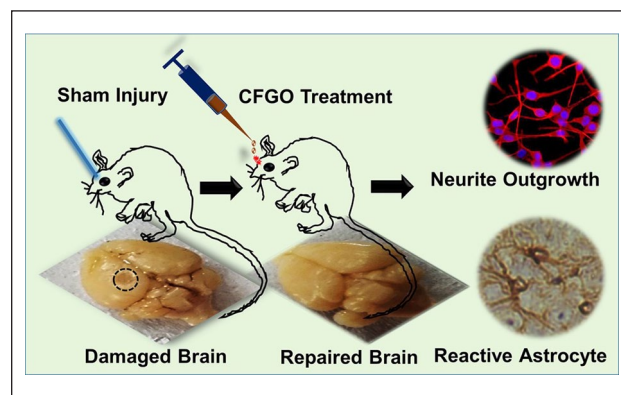 Sham Injury
CFGO Treatment
Neurite Outgrowth
Damaged Brain
Repaired Brain
Reactive Astrocyte